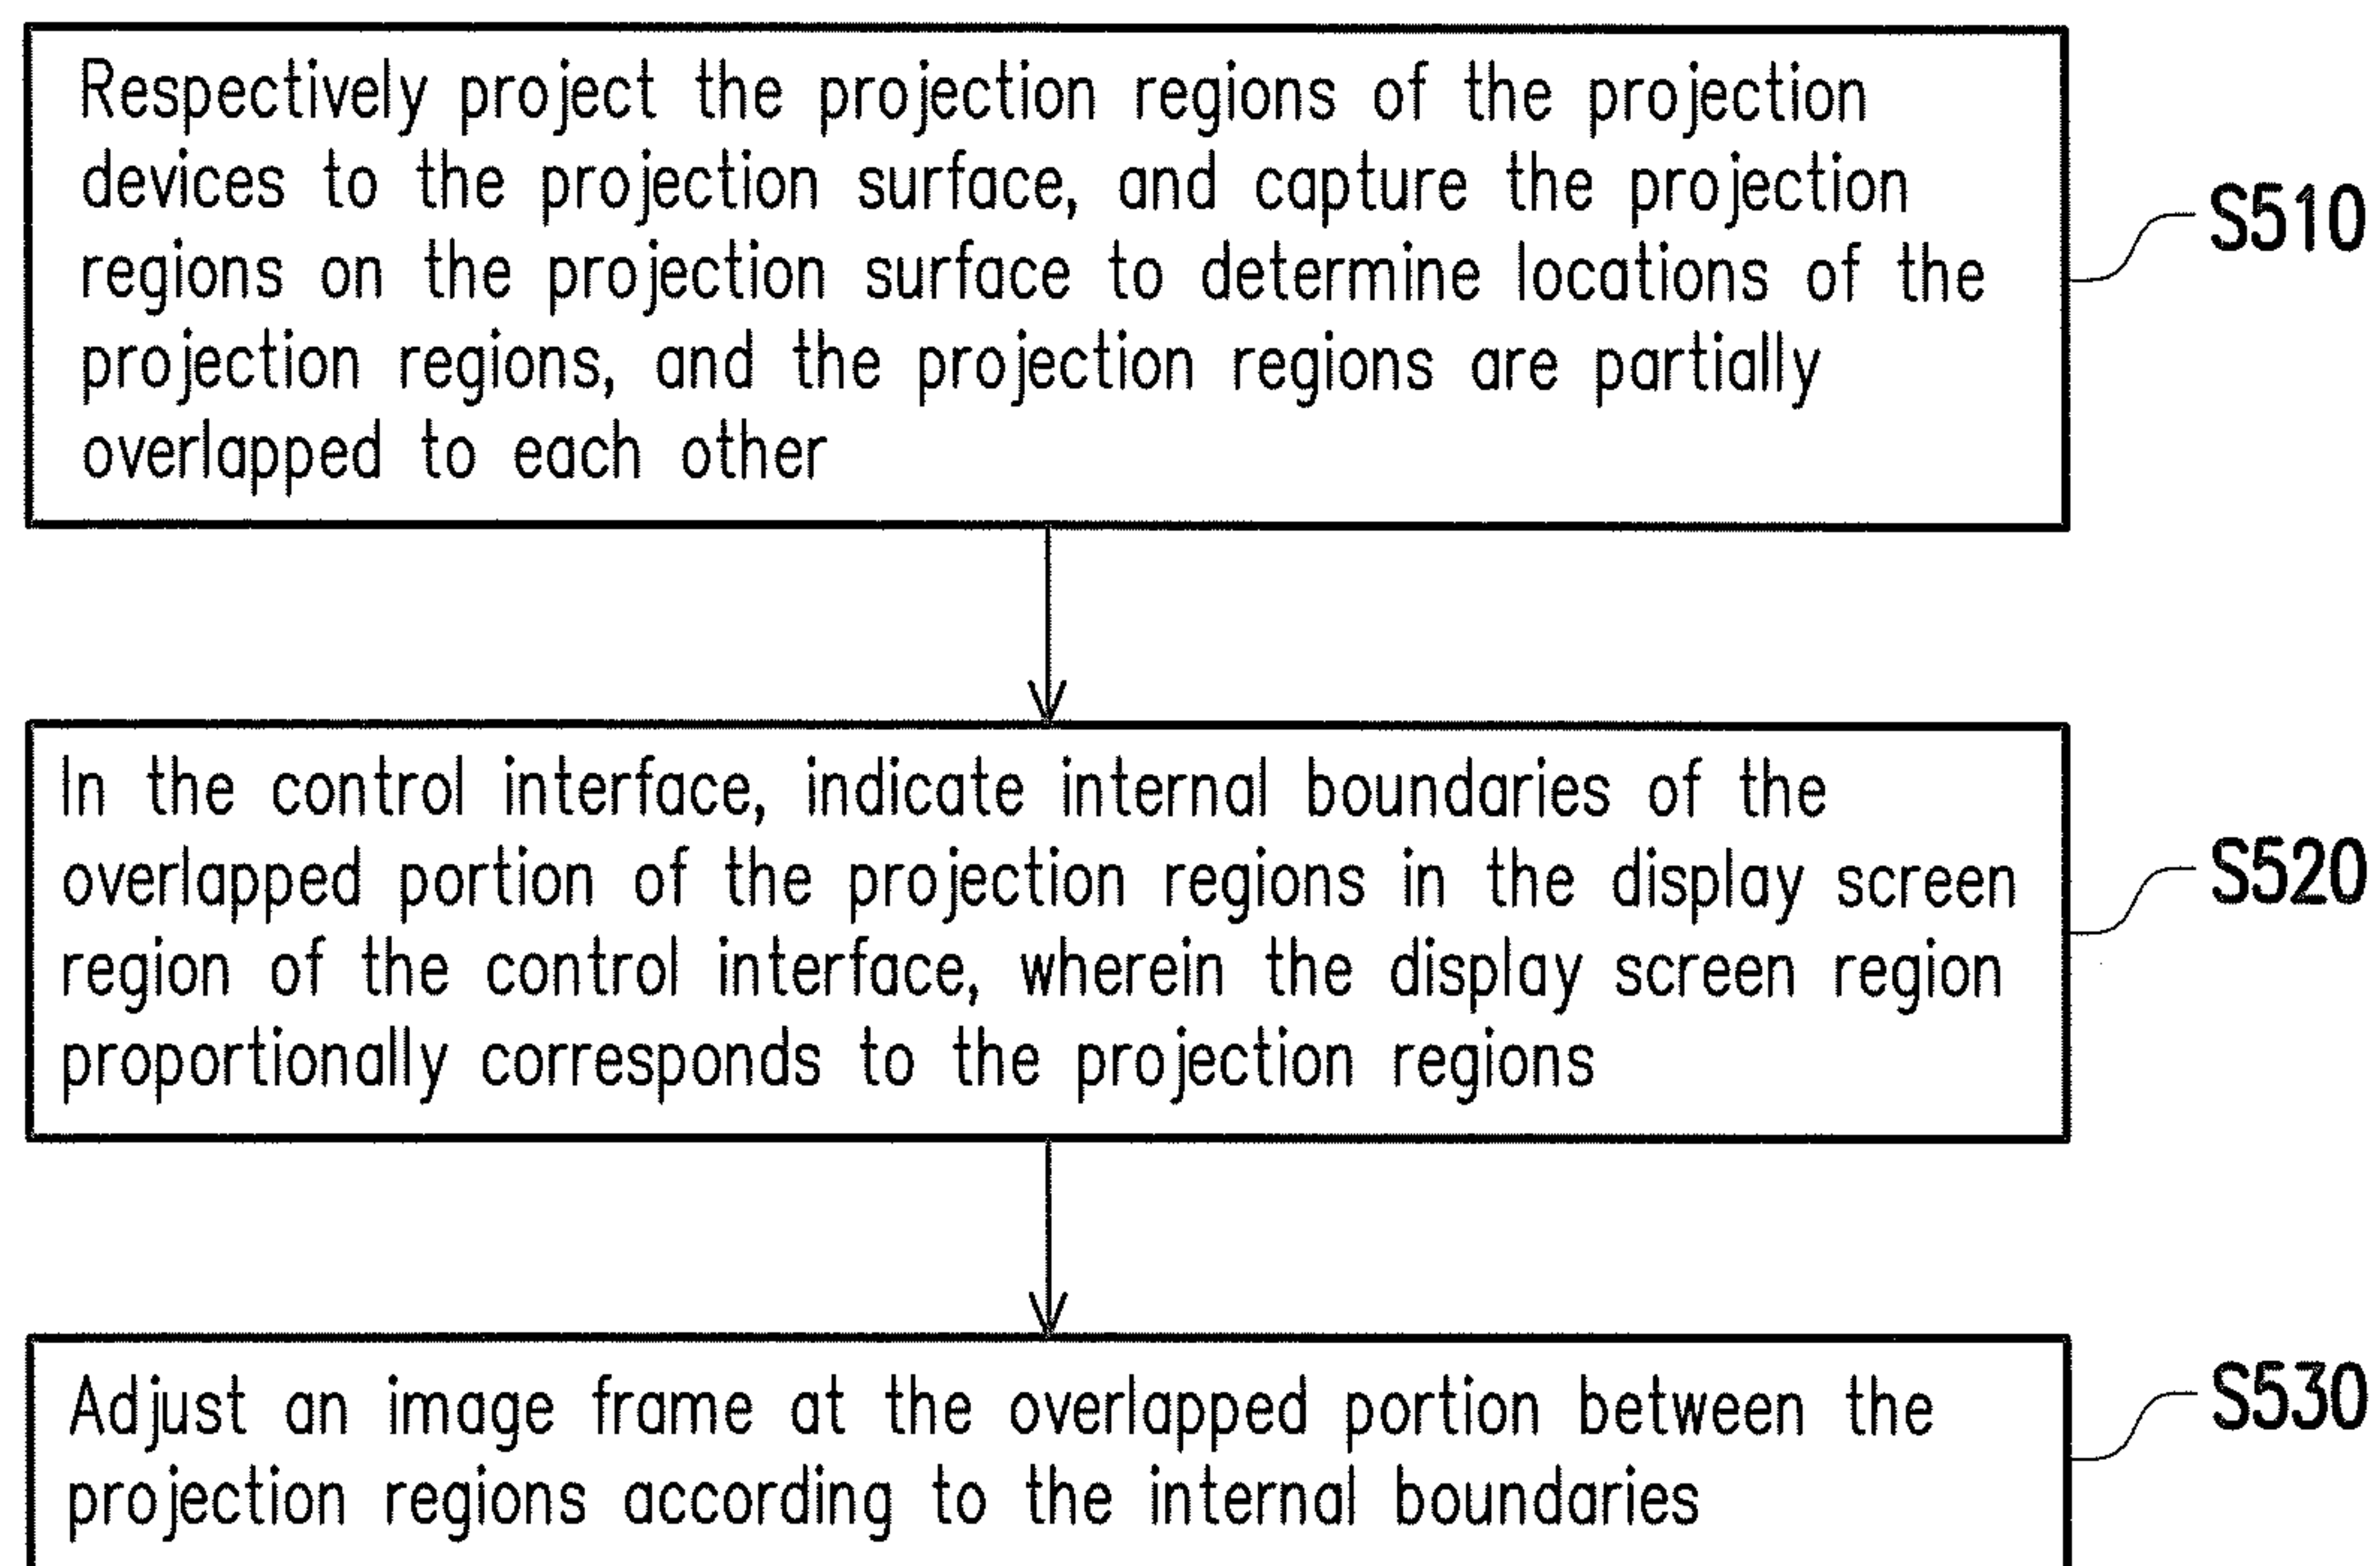 Respectively project the projection regions of the projection
devices to the projection surface, and capture the projection
regions on the projection surface to determine locations of the
projection regions, and the projection regions are partially
overlapped to each other
S510
In the control interface, indicate internal boundaries of the
overlapped portion of the projection regions in the display screen
region of the control interface, wherein the display screen region
proportionally corresponds to the projection regions
S520
Adjust an image frame at the overlapped portion between the
projection regions according to the internal boundaries
S530